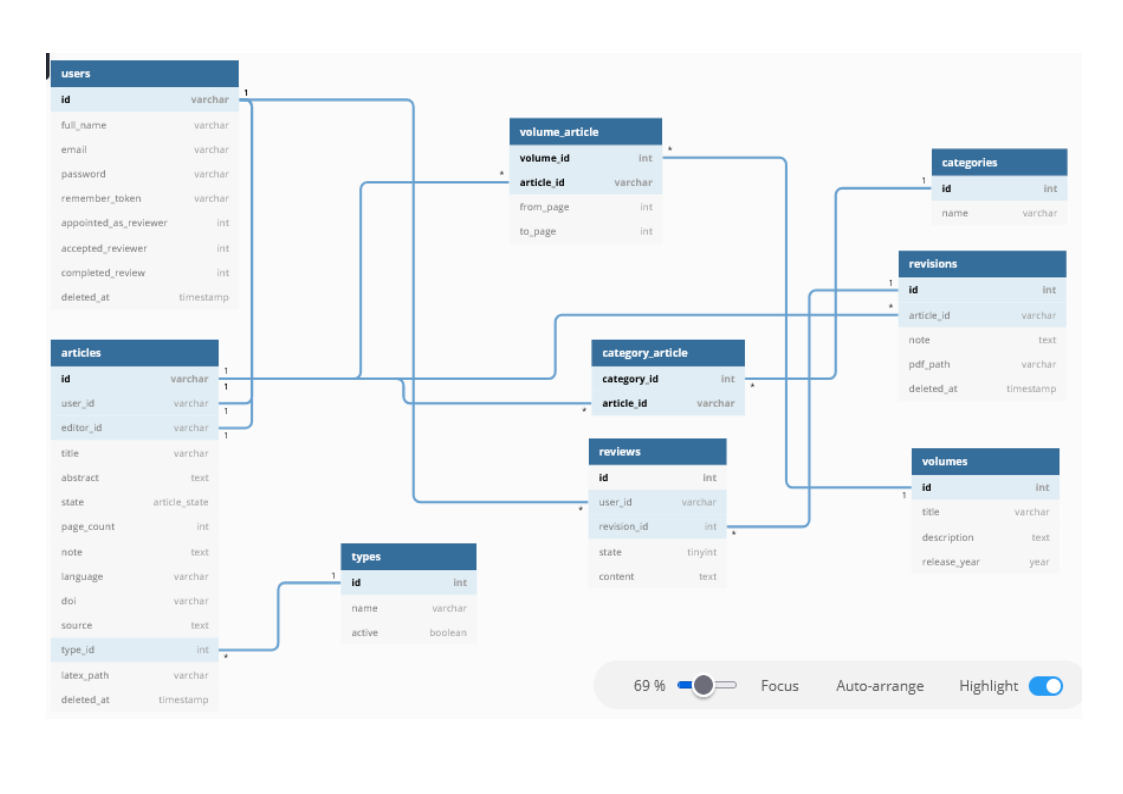 users
id varchar
full_name varchar
email varchar
password varchar
remember_token varchar
appointed_as_reviewer int
accepted_reviewer int
completed_review int
deleted_at timestamp
1
articles
id varchar
user_id varchar
editor_id varchar
title varchar
abstract text
state article_state
page_count int
note text
language varchar
doi varchar
source text
type_id int
latex_path varchar
deleted_at timestamp
1
1
1
1
*
types
id int
name varchar
active boolean
1
volume_article
volume_id int
article_id varchar
from_page int
to_page int
*
*
category_article
category_id int
article_id varchar
*
*
reviews
id int
user_id varchar
revision_id int
state tinyint
content text
*
*
categories
id int
name varchar
1
revisions
id int
article_id varchar
note text
pdf_path varchar
deleted_at timestamp
1
*
volumes
id int
title varchar
description text
release_year year
1
69 % Focus Auto-arrange Highlight